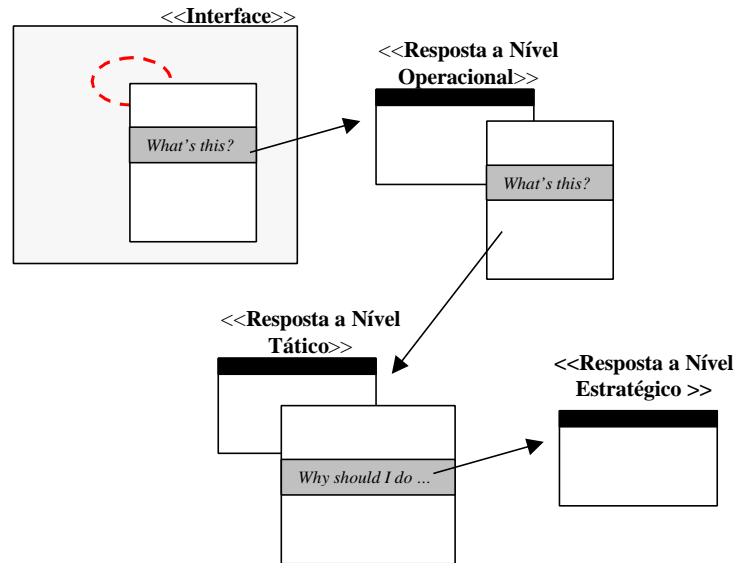 <<Interface>>
What's this?
<<Resposta a Nível
Operacional>>
What's this?
<<Resposta a Nível
Tático>>
Why should I do ...
<<Resposta a Nível
Estratégico >>